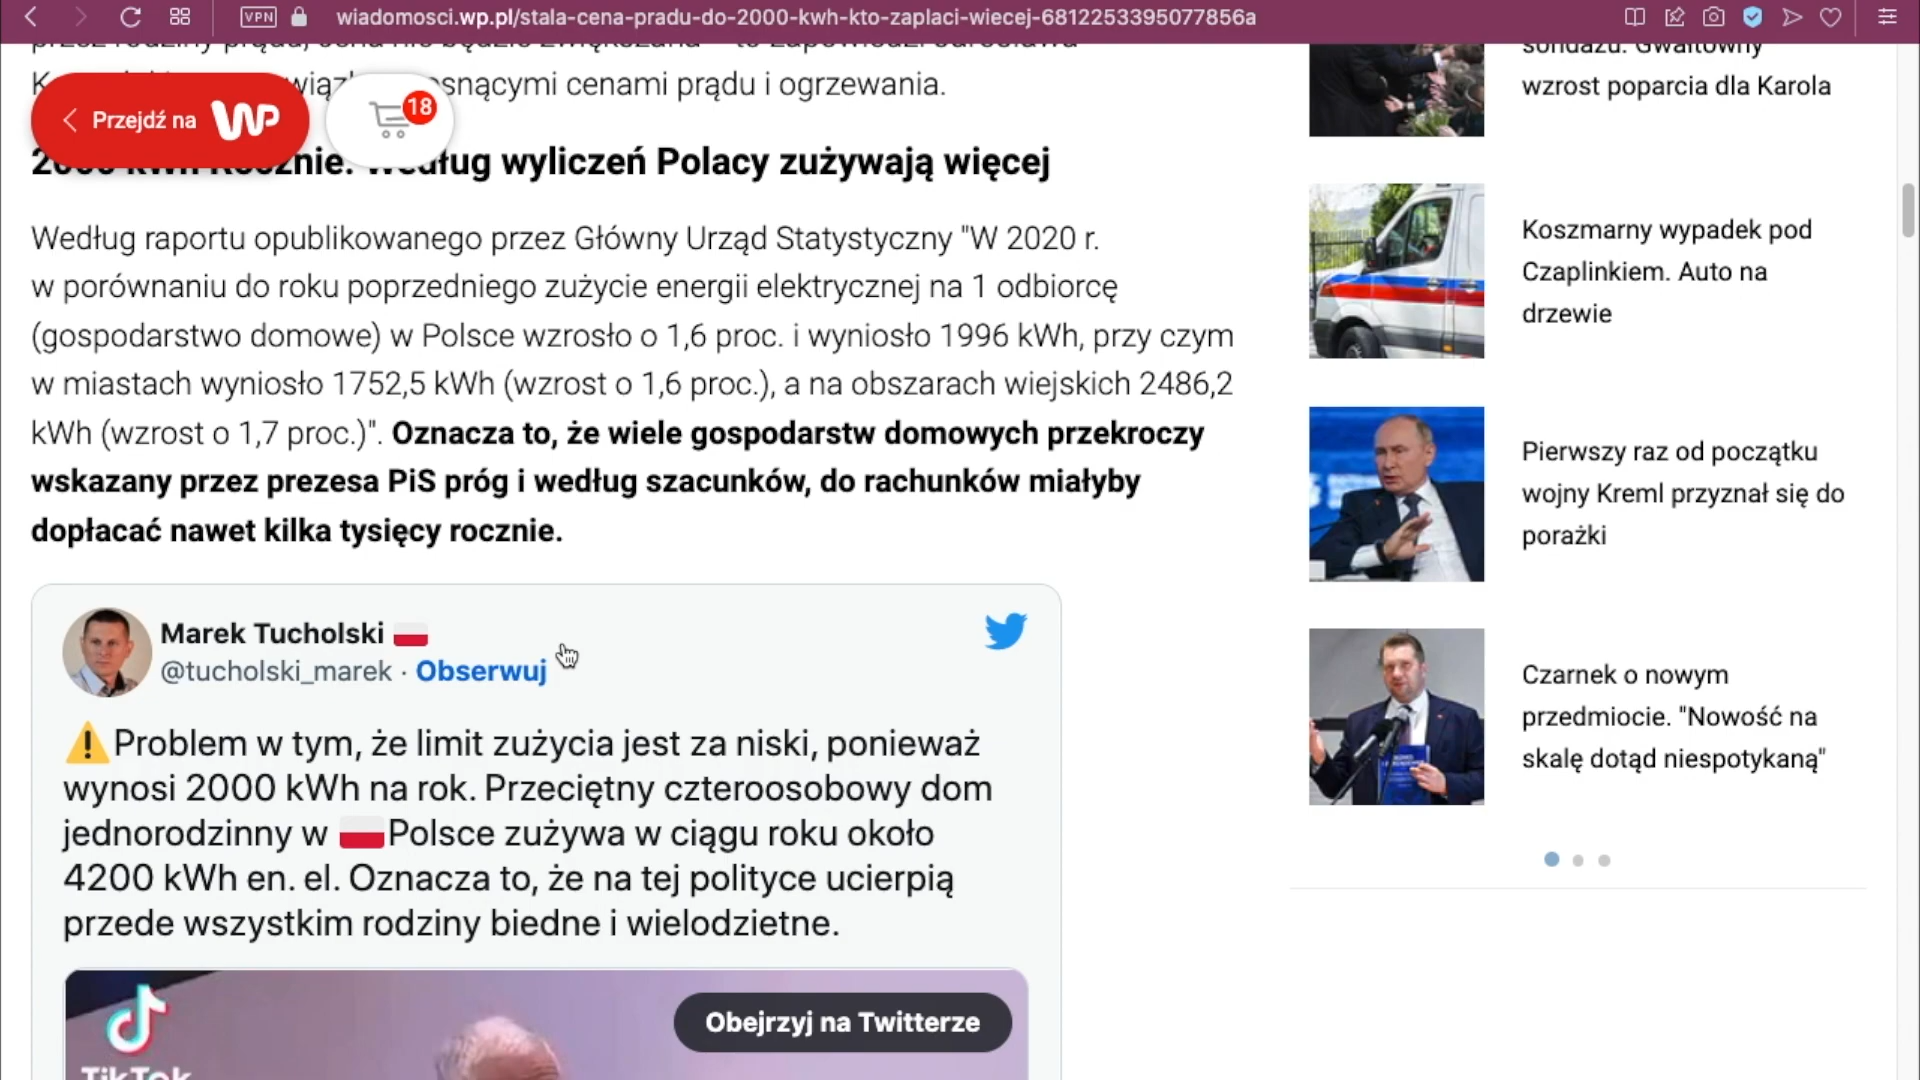 VPN
wiadomosci.wp.pl/stala-cena-pradu-do-2000-kwh-kto-zaplaci-wiecej-6812253395077856a
snącymi cenami prądu i ogrzewania.
Przejdź na WP
18
wyliczeń Polacy zużywają więcej
Według raportu opublikowanego przez Główny Urząd Statystyczny "W 2020 r.
w porównaniu do roku poprzedniego zużycie energii elektrycznej na 1 odbiorcę
(gospodarstwo domowe) w Polsce wzrosło o 1,6 proc. i wyniosło 1996 kWh, przy czym
w miastach wyniosło 1752,5 kWh (wzrost o 1,6 proc.), a na obszarach wiejskich 2486,2
kWh (wzrost o 1,7 proc.)". Oznacza to, że wiele gospodarstw domowych przekroczy
wskazany przez prezesa PiS próg i według szacunków, do rachunków miałyby
dopłacać nawet kilka tysięcy rocznie.
Marek Tucholski
@tucholski_marek · Obserwuj
⚠️Problem w tym, że limit zużycia jest za niski, ponieważ
wynosi 2000 kWh na rok. Przeciętny czteroosobowy dom
jednorodzinny w 🇵🇱Polsce zużywa w ciągu roku około
4200 kWh en. el. Oznacza to, że na tej polityce ucierpią
przede wszystkim rodziny biedne i wielodzietne.
Obejrzyj na Twitterze
TikTok
sondażu. Gwałtowny
wzrost poparcia dla Karola
Koszmarny wypadek pod
Czaplinkiem. Auto na
drzewie
Pierwszy raz od początku
wojny Kreml przyznał się do
porażki
Czarnek o nowym
przedmiocie. "Nowość na
skalę dotąd niespotykaną"